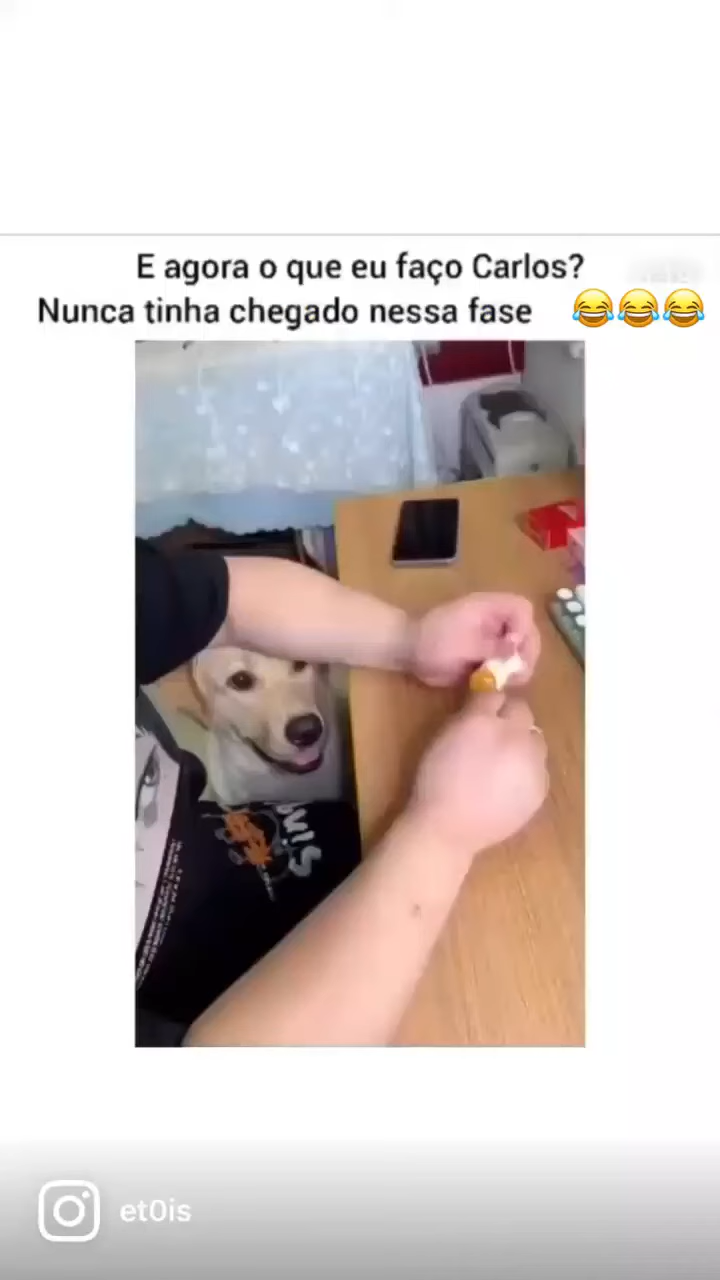 E agora o que eu faço Carlos?
Nunca tinha chegado nessa fase 😂😂😂
et0is